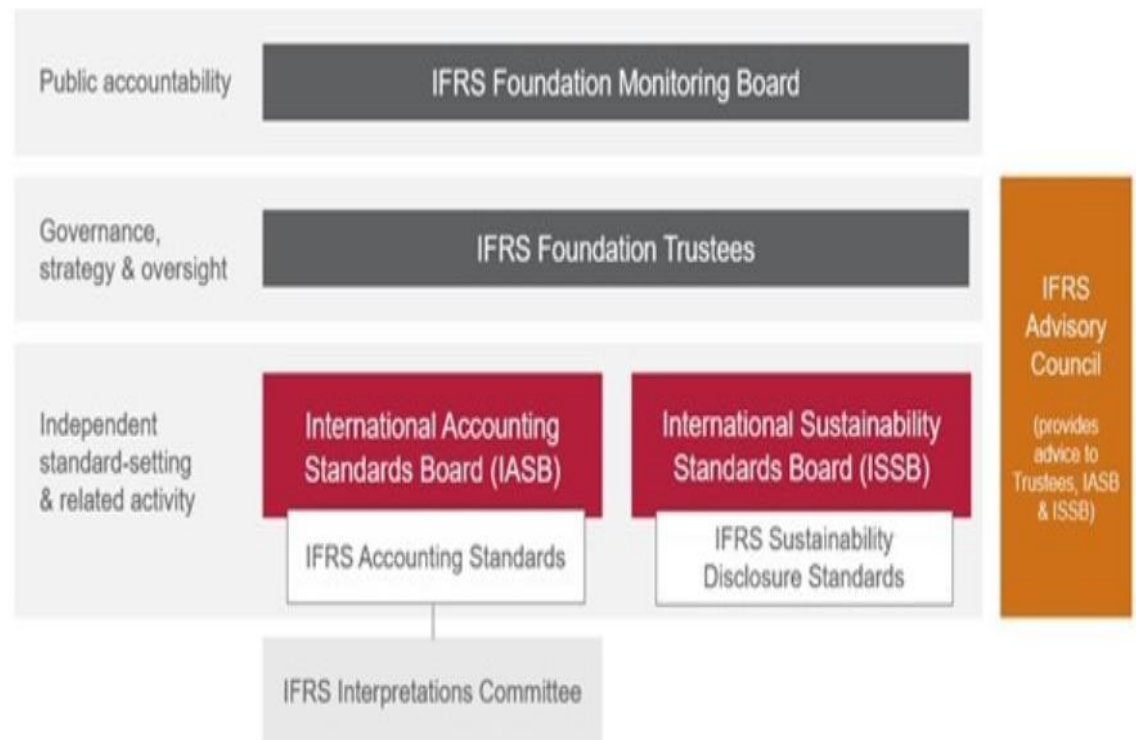 Public accountability
IFRS Foundation Monitoring Board
Governance,
strategy & oversight
IFRS Foundation Trustees
Independent
standard-setting
& related activity
International Accounting
Standards Board (IASB)
IFRS Accounting Standards
International Sustainability
Standards Board (ISSB)
IFRS Sustainability
Disclosure Standards
IFRS Interpretations Committee
IFRS
Advisory
Council
(provides
advice to
Trustees, IASB
& ISSB)